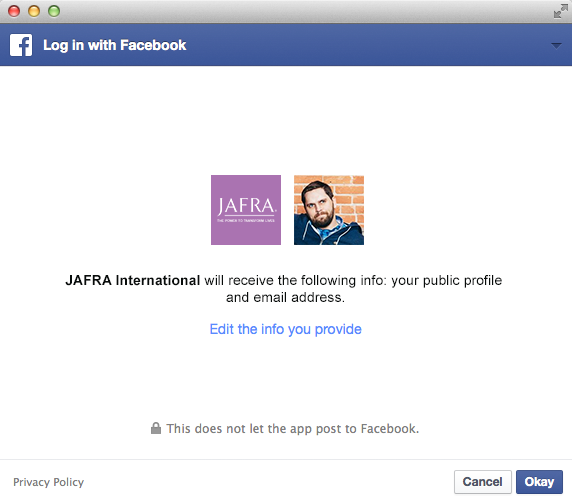 Log in with Facebook
JAFRA
THE POWER TO TRANSFORM LIVES
JAFRA International will receive the following info: your public profile
and email address.
Edit the info you provide
This does not let the app post to Facebook.
Privacy Policy
Cancel
Okay